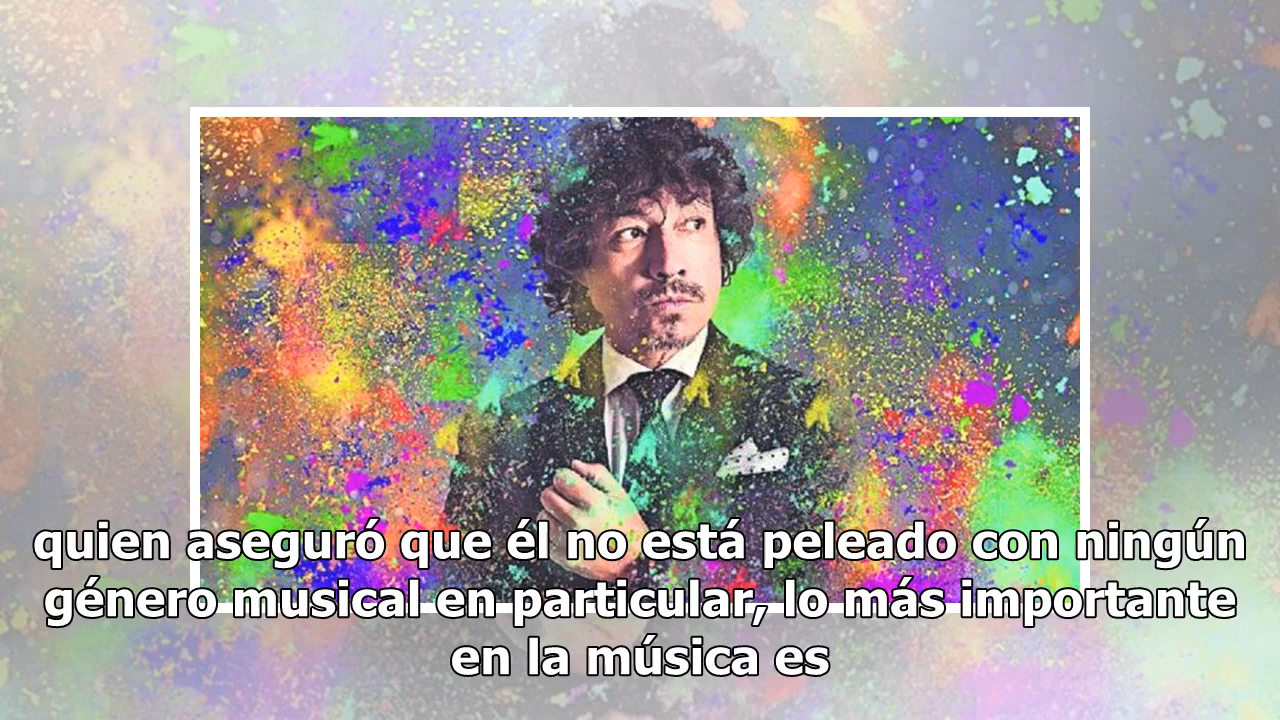 quien aseguró que él no está peleado con ningún
género musical en particular, lo más importante
en la música es